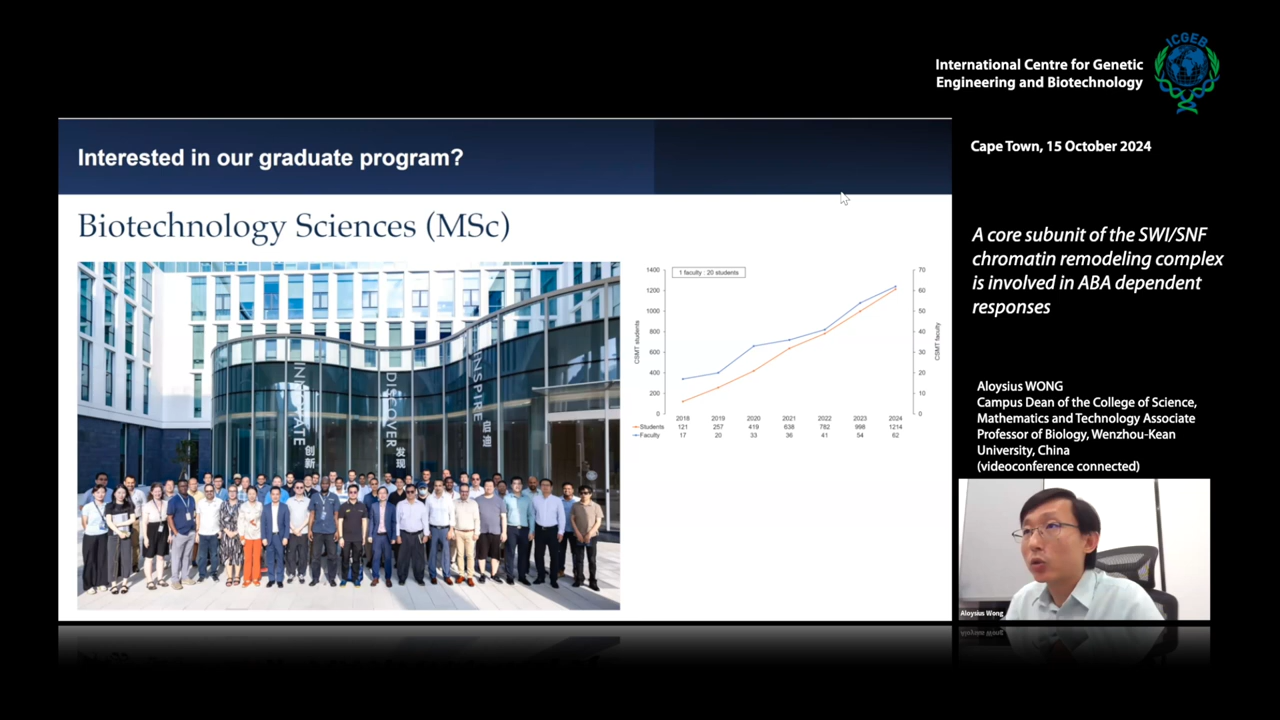 ICGEB
International Centre for Genetic
Engineering and Biotechnology
Cape Town, 15 October 2024
Interested in our graduate program?
Biotechnology Sciences (MSc)
INNOVATE 创新
DISCOVER 发现
INSPIRE 启迪
1 faculty : 20 students
1400
1200
1000
800
600
400
200
0
CSMT students
70
60
50
40
30
20
10
0
CSMT faculty
2018 2019 2020 2021 2022 2023 2024
Students 121 257 419 638 782 998 1214
Faculty 17 20 33 36 41 54 62
A core subunit of the SWI/SNF
chromatin remodeling complex
is involved in ABA dependent
responses
Aloysius WONG
Campus Dean of the College of Science,
Mathematics and Technology Associate
Professor of Biology, Wenzhou-Kean
University, China
(videoconference connected)
Aloysius Wong